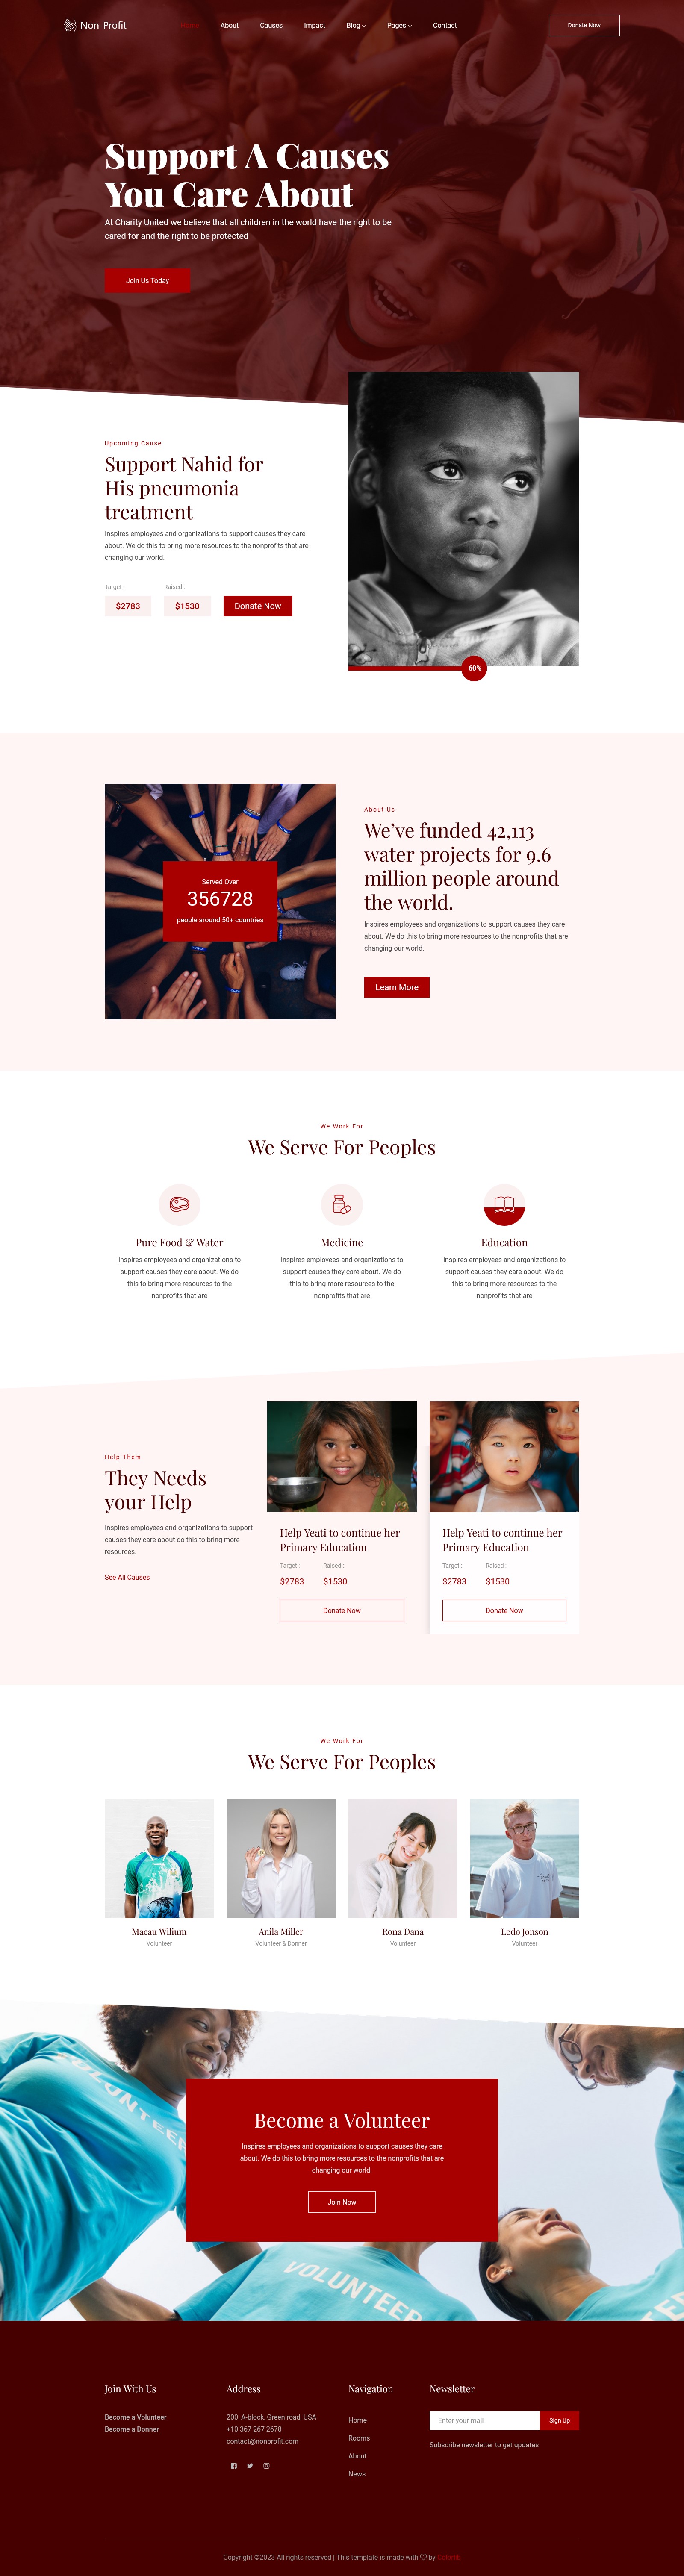 Non-Profit
Home
About
Causes
Impact
Blog
Pages
Contact
Donate Now
Support A Causes
You Care About
At Charity United we believe that all children in the world have the right to be
cared for and the right to be protected
Join Us Today
Upcoming Cause
Support Nahid for
His pneumonia
treatment
Inspires employees and organizations to support causes they care
about. We do this to bring more resources to the nonprofits that are
changing our world.
Target :
Raised :
$2783
$1530
Donate Now
60%
Served Over
356728
people around 50+ countries
About Us
We've funded 42,113
water projects for 9.6
million people around
the world.
Inspires employees and organizations to support causes they care
about. We do this to bring more resources to the nonprofits that are
changing our world.
Learn More
We Work For
We Serve For Peoples
Pure Food & Water
Inspires employees and organizations to
support causes they care about. We do
this to bring more resources to the
nonprofits that are
Medicine
Inspires employees and organizations to
support causes they care about. We do
this to bring more resources to the
nonprofits that are
Education
Inspires employees and organizations to
support causes they care about. We do
this to bring more resources to the
nonprofits that are
Help Them
They Needs
your Help
Inspires employees and organizations to support
causes they care about do this to bring more
resources.
See All Causes
Help Yeati to continue her
Primary Education
Target :
Raised :
$2783
$1530
Donate Now
Help Yeati to continue her
Primary Education
Target :
Raised :
$2783
$1530
Donate Now
We Work For
We Serve For Peoples
Macau Wilium
Volunteer
Anila Miller
Volunteer & Donner
Rona Dana
Volunteer
Ledo Jonson
Volunteer
Become a Volunteer
Inspires employees and organizations to support causes they care
about. We do this to bring more resources to the nonprofits that are
changing our world.
Join Now
VOLUNTEER
Join With Us
Become a Volunteer
Become a Donner
Address
200, A-block, Green road, USA
+10 367 267 2678
contact@nonprofit.com
Navigation
Home
Rooms
About
News
Newsletter
Enter your mail
Sign Up
Subscribe newsletter to get updates
Copyright ©2023 All rights reserved | This template is made with ♡ by Colorlib